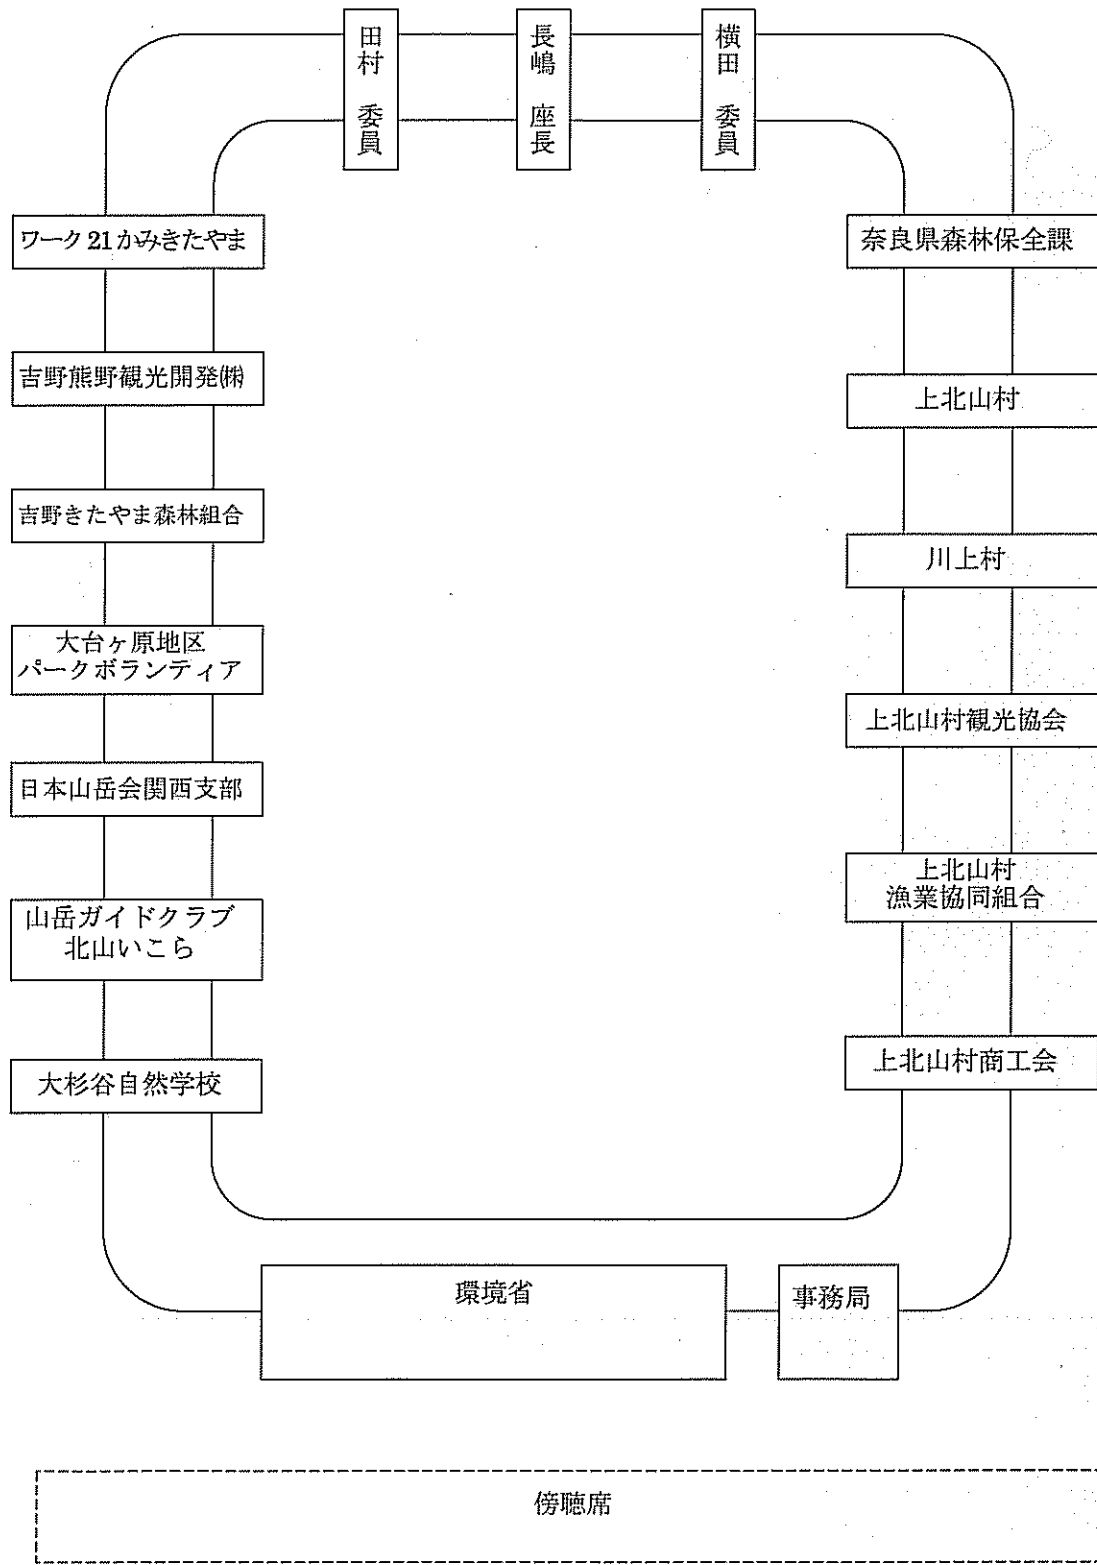 田村 委員
長嶋 座長
横田 委員
ワーク21かみきたやま
吉野熊野観光開発㈱
吉野きたやま森林組合
大台ヶ原地区
パークボランティア
日本山岳会関西支部
山岳ガイドクラブ
北山いこら
大杉谷自然学校
奈良県森林保全課
上北山村
川上村
上北山村観光協会
上北山村
漁業協同組合
上北山村商工会
環境省
事務局
傍聴席